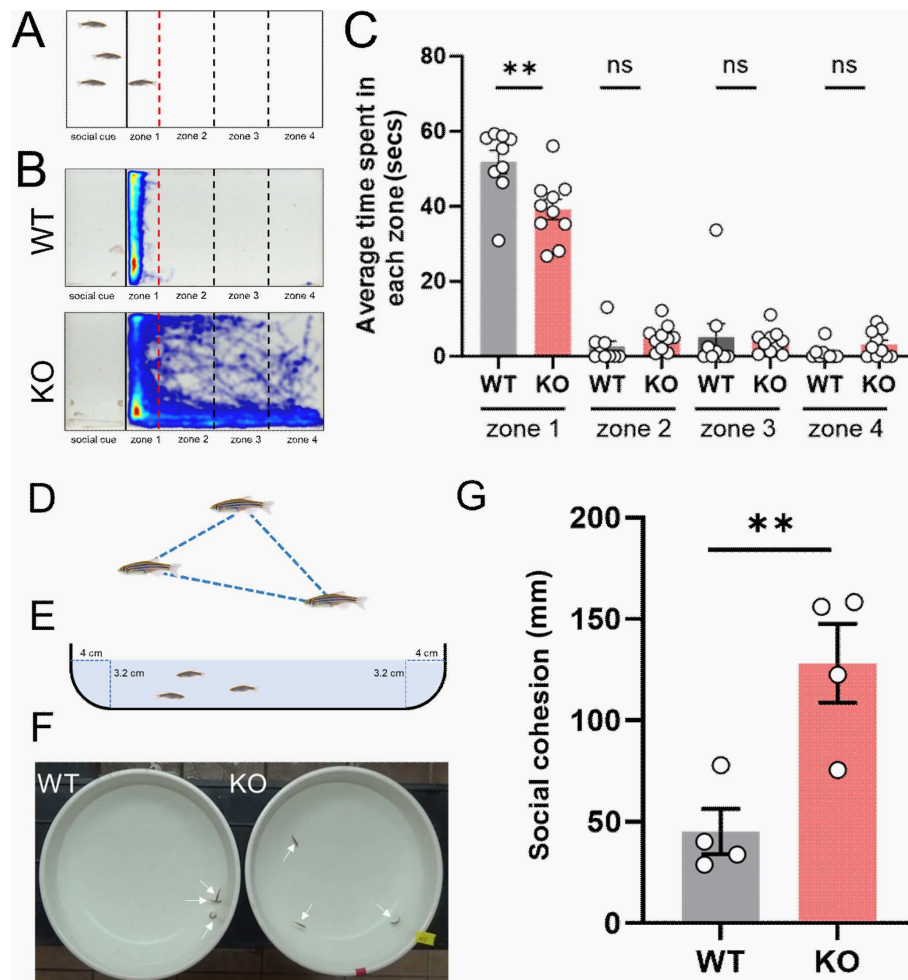 A
social cue zone 1 zone 2 zone 3 zone 4
B
WT
social cue zone 1 zone 2 zone 3 zone 4
KO
social cue zone 1 zone 2 zone 3 zone 4
C
Average time spent in
each zone (secs)
80
60
40
20
0
** ns ns ns
WT KO WT KO WT KO WT KO
zone 1 zone 2 zone 3 zone 4
D
E
4 cm 4 cm
3.2 cm 3.2 cm
F
WT KO
G
Social cohesion (mm)
200
150
100
50
0
**
WT KO